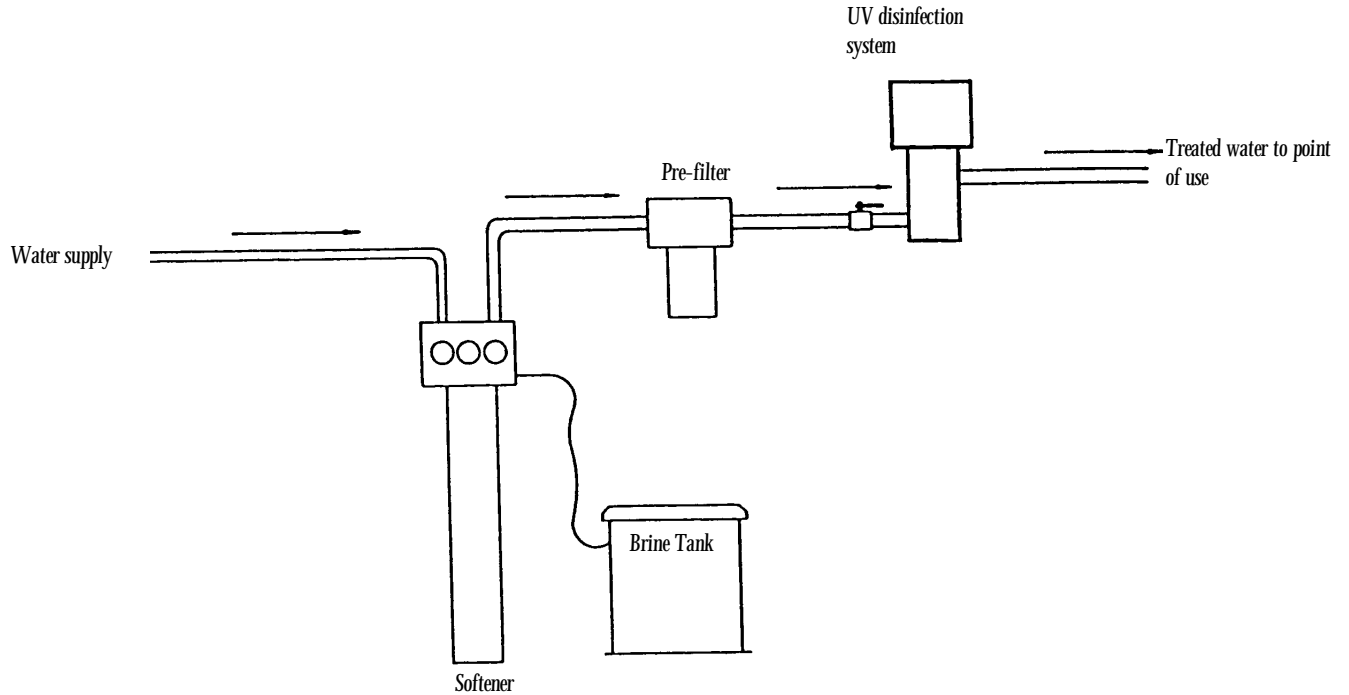 UV disinfection
system
Treated water to point
of use
Pre-filter
Water supply
Brine Tank
Softener